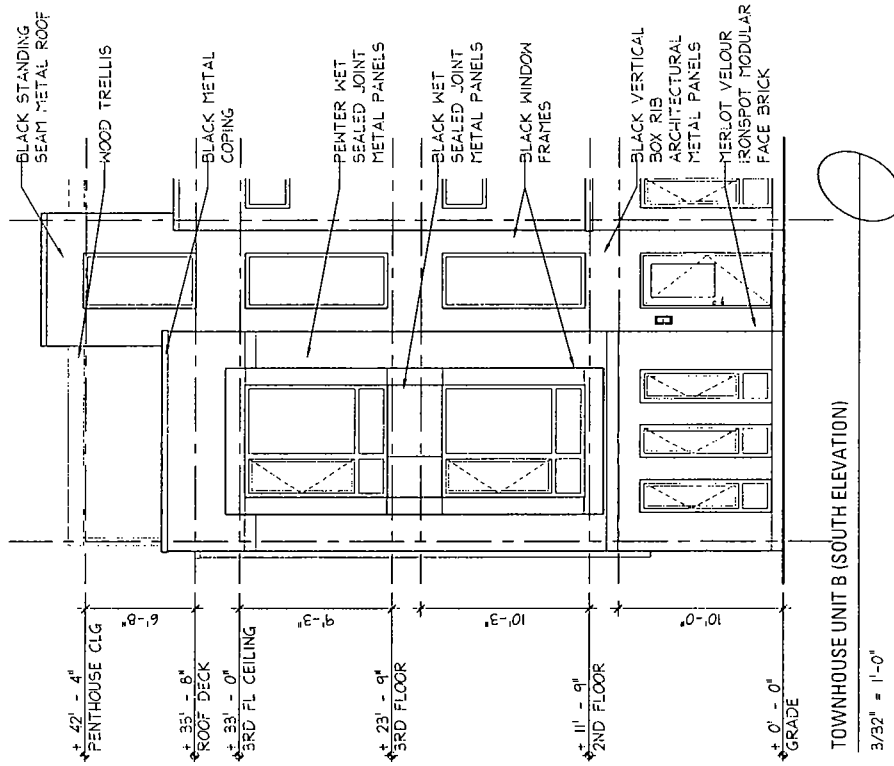 BLACK STANDING
SEAM METAL ROOF
WOOD TRELLIS
BLACK METAL
COPING
PEWTER WET
SEALED JOINT
METAL PANELS
BLACK WET
SEALED JOINT
METAL PANELS
BLACK WINDOW
FRAMES
BLACK VERTICAL
BOX RIB
ARCHITECTURAL
METAL PANELS
MERLOT VELOUR
IRONSPOT MODULAR
FACE BRICK
+ 42' - 4"
PENTHOUSE CLG
6'-8"
+ 35' - 8"
ROOF DECK
+ 33' - 0"
3RD FL CEILING
9'-3"
+ 23' - 9"
3RD FLOOR
10'-3"
+ 11' - 9"
2ND FLOOR
10'-0"
+ 0' - 0"
GRADE
TOWNHOUSE UNIT B (SOUTH ELEVATION)
3/32" = 1'-0"